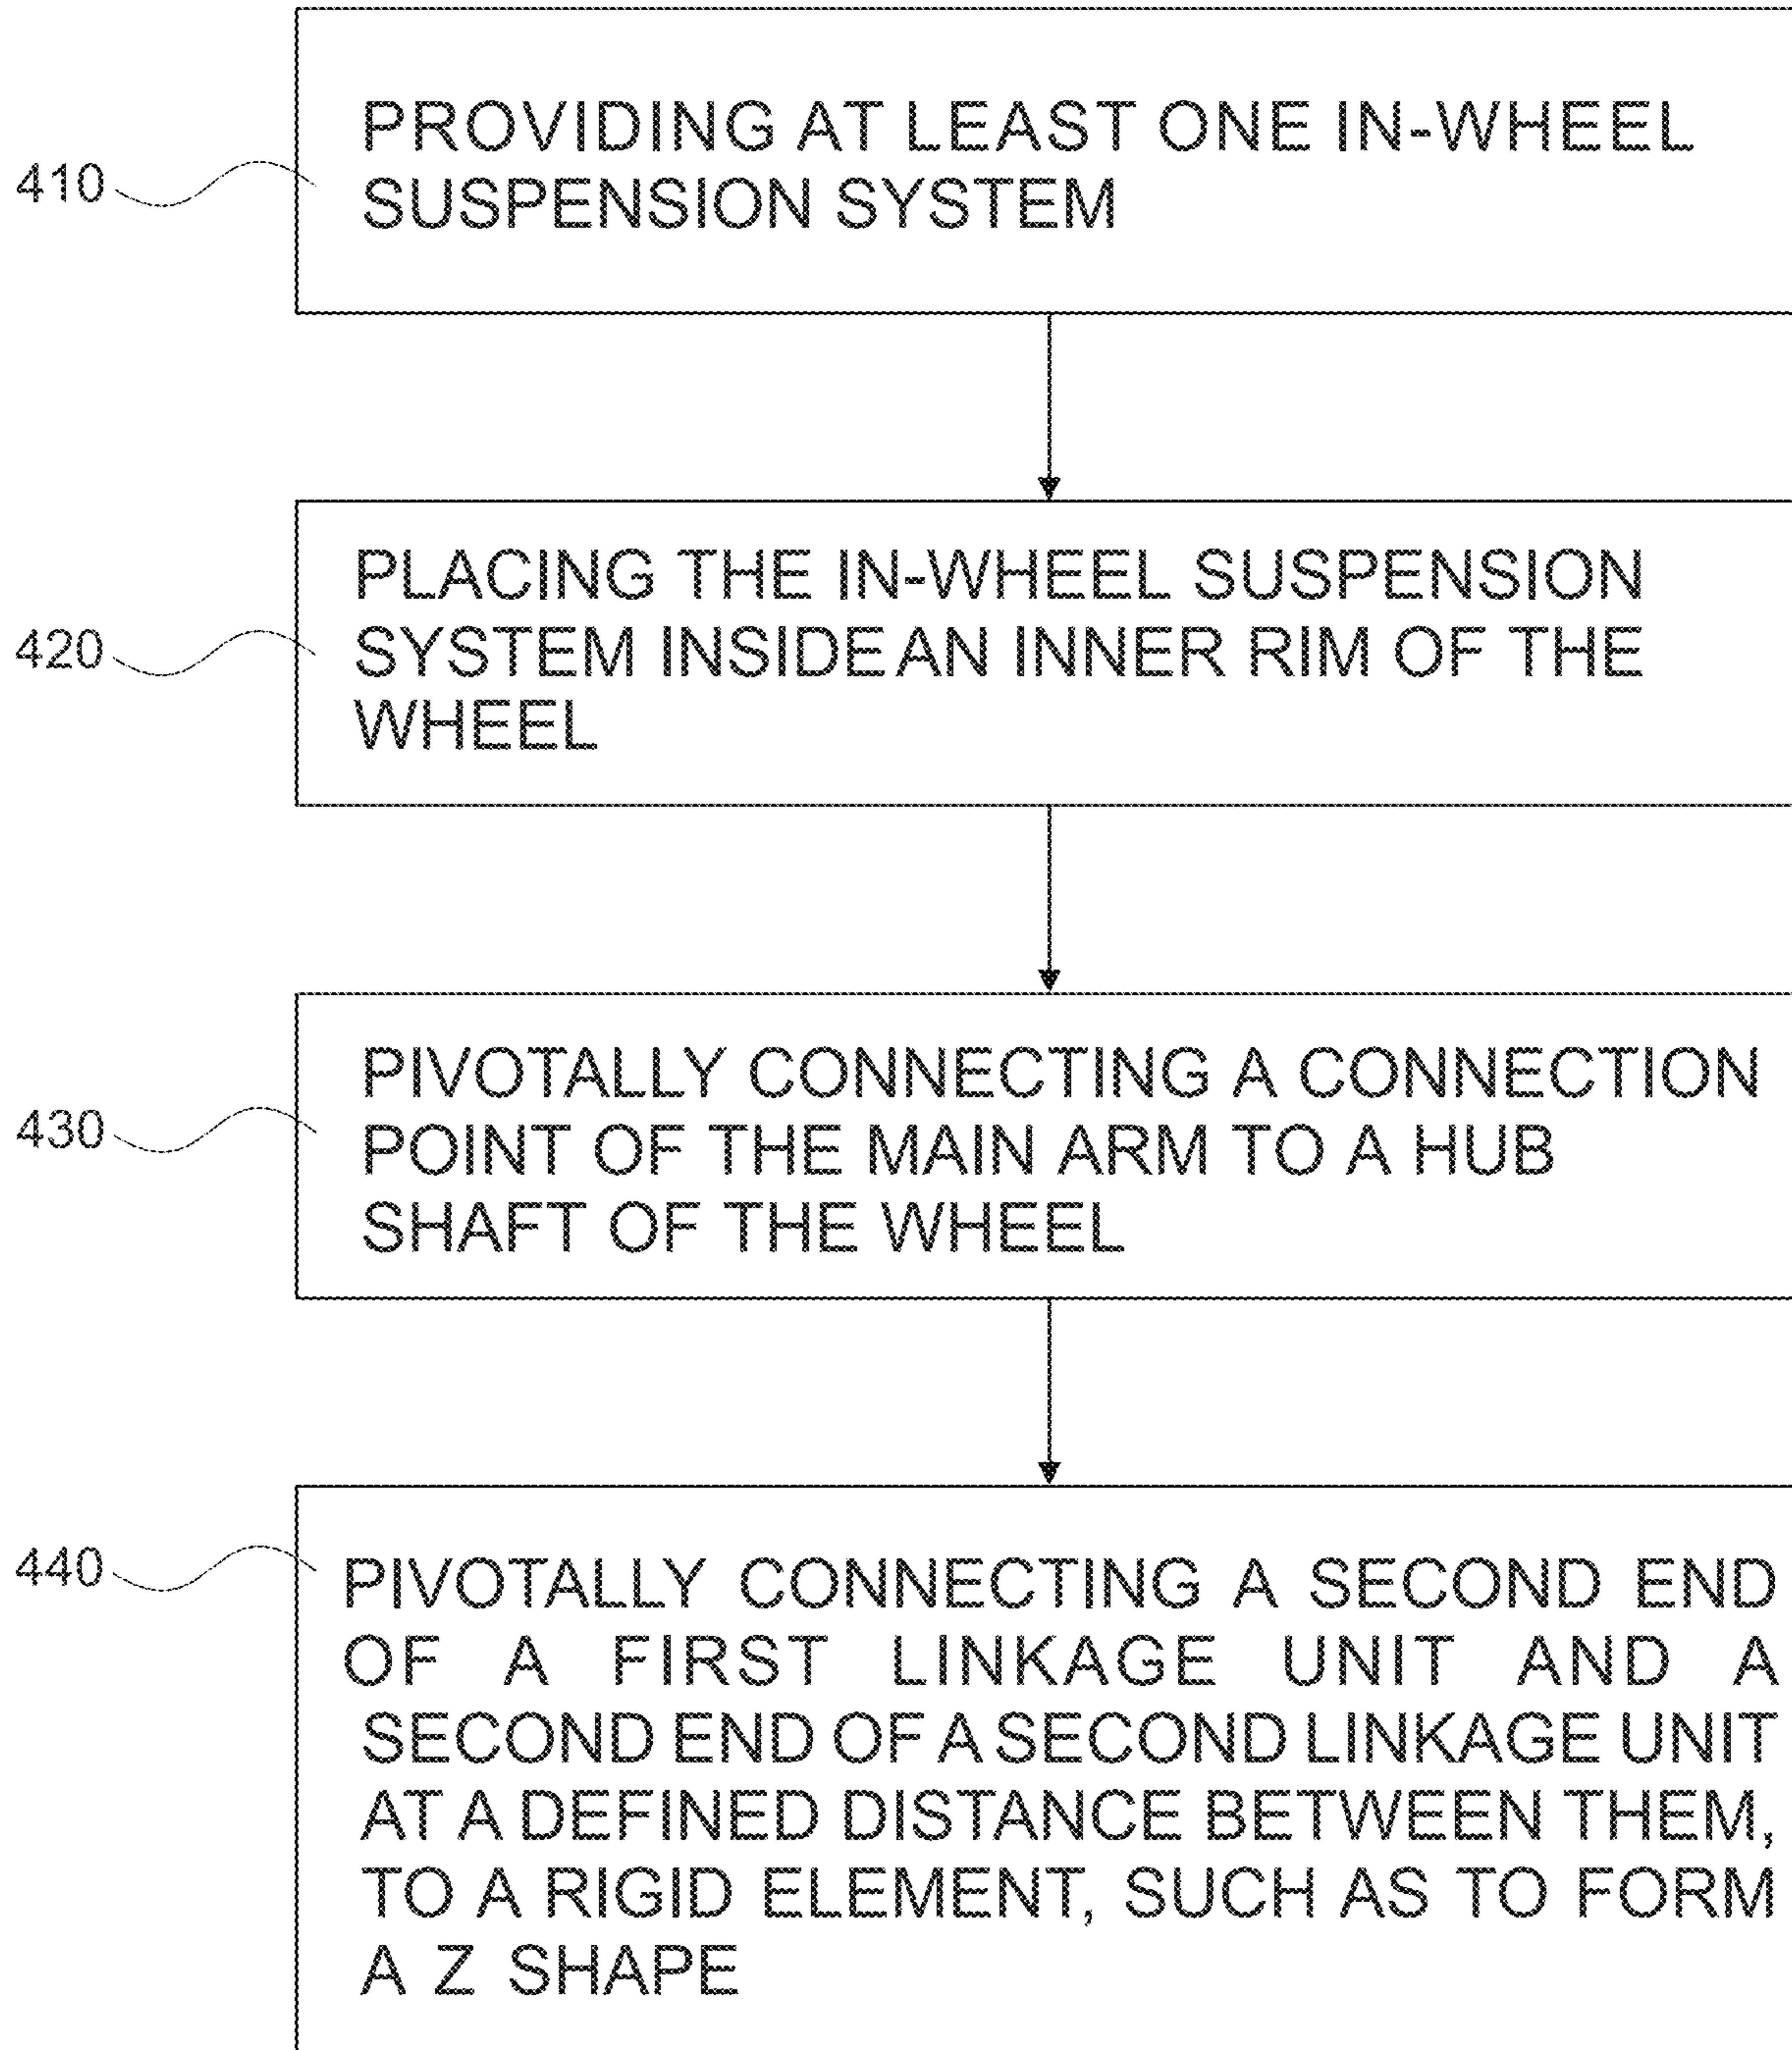 410
PROVIDING AT LEAST ONE IN-WHEEL
SUSPENSION SYSTEM
420
PLACING THE IN-WHEEL SUSPENSION
SYSTEM INSIDE AN INNER RIM OF THE
WHEEL
430
PIVOTALLY CONNECTING A CONNECTION
POINT OF THE MAIN ARM TO A HUB
SHAFT OF THE WHEEL
440
PIVOTALLY CONNECTING A SECOND END
OF A FIRST LINKAGE UNIT AND A
SECOND END OF A SECOND LINKAGE UNIT
AT A DEFINED DISTANCE BETWEEN THEM,
TO A RIGID ELEMENT, SUCH AS TO FORM
A Z SHAPE